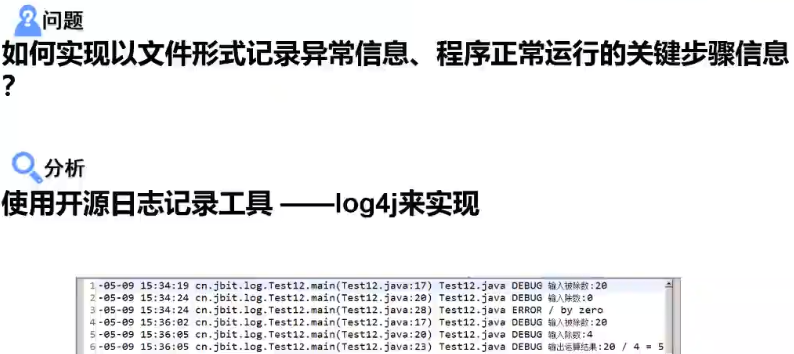 问题
如何实现以文件形式记录异常信息、程序正常运行的关键步骤信息
?
分析
使用开源日志记录工具 ——log4j来实现
1 -05-09 15:34:19 cn.jbit.log.Test12.main(Test12.java:17) Test12.java DEBUG 输入被除数:20
2 -05-09 15:34:24 cn.jbit.log.Test12.main(Test12.java:20) Test12.java DEBUG 输入除数:0
3 -05-09 15:34:24 cn.jbit.log.Test12.main(Test12.java:28) Test12.java ERROR / by zero
4 -05-09 15:36:02 cn.jbit.log.Test12.main(Test12.java:17) Test12.java DEBUG 输入被除数:20
5 -05-09 15:36:05 cn.jbit.log.Test12.main(Test12.java:20) Test12.java DEBUG 输入除数:4
6 -05-09 15:36:05 cn.jbit.log.Test12.main(Test12.java:23) Test12.java DEBUG 输出运算结果:20 / 4 = 5